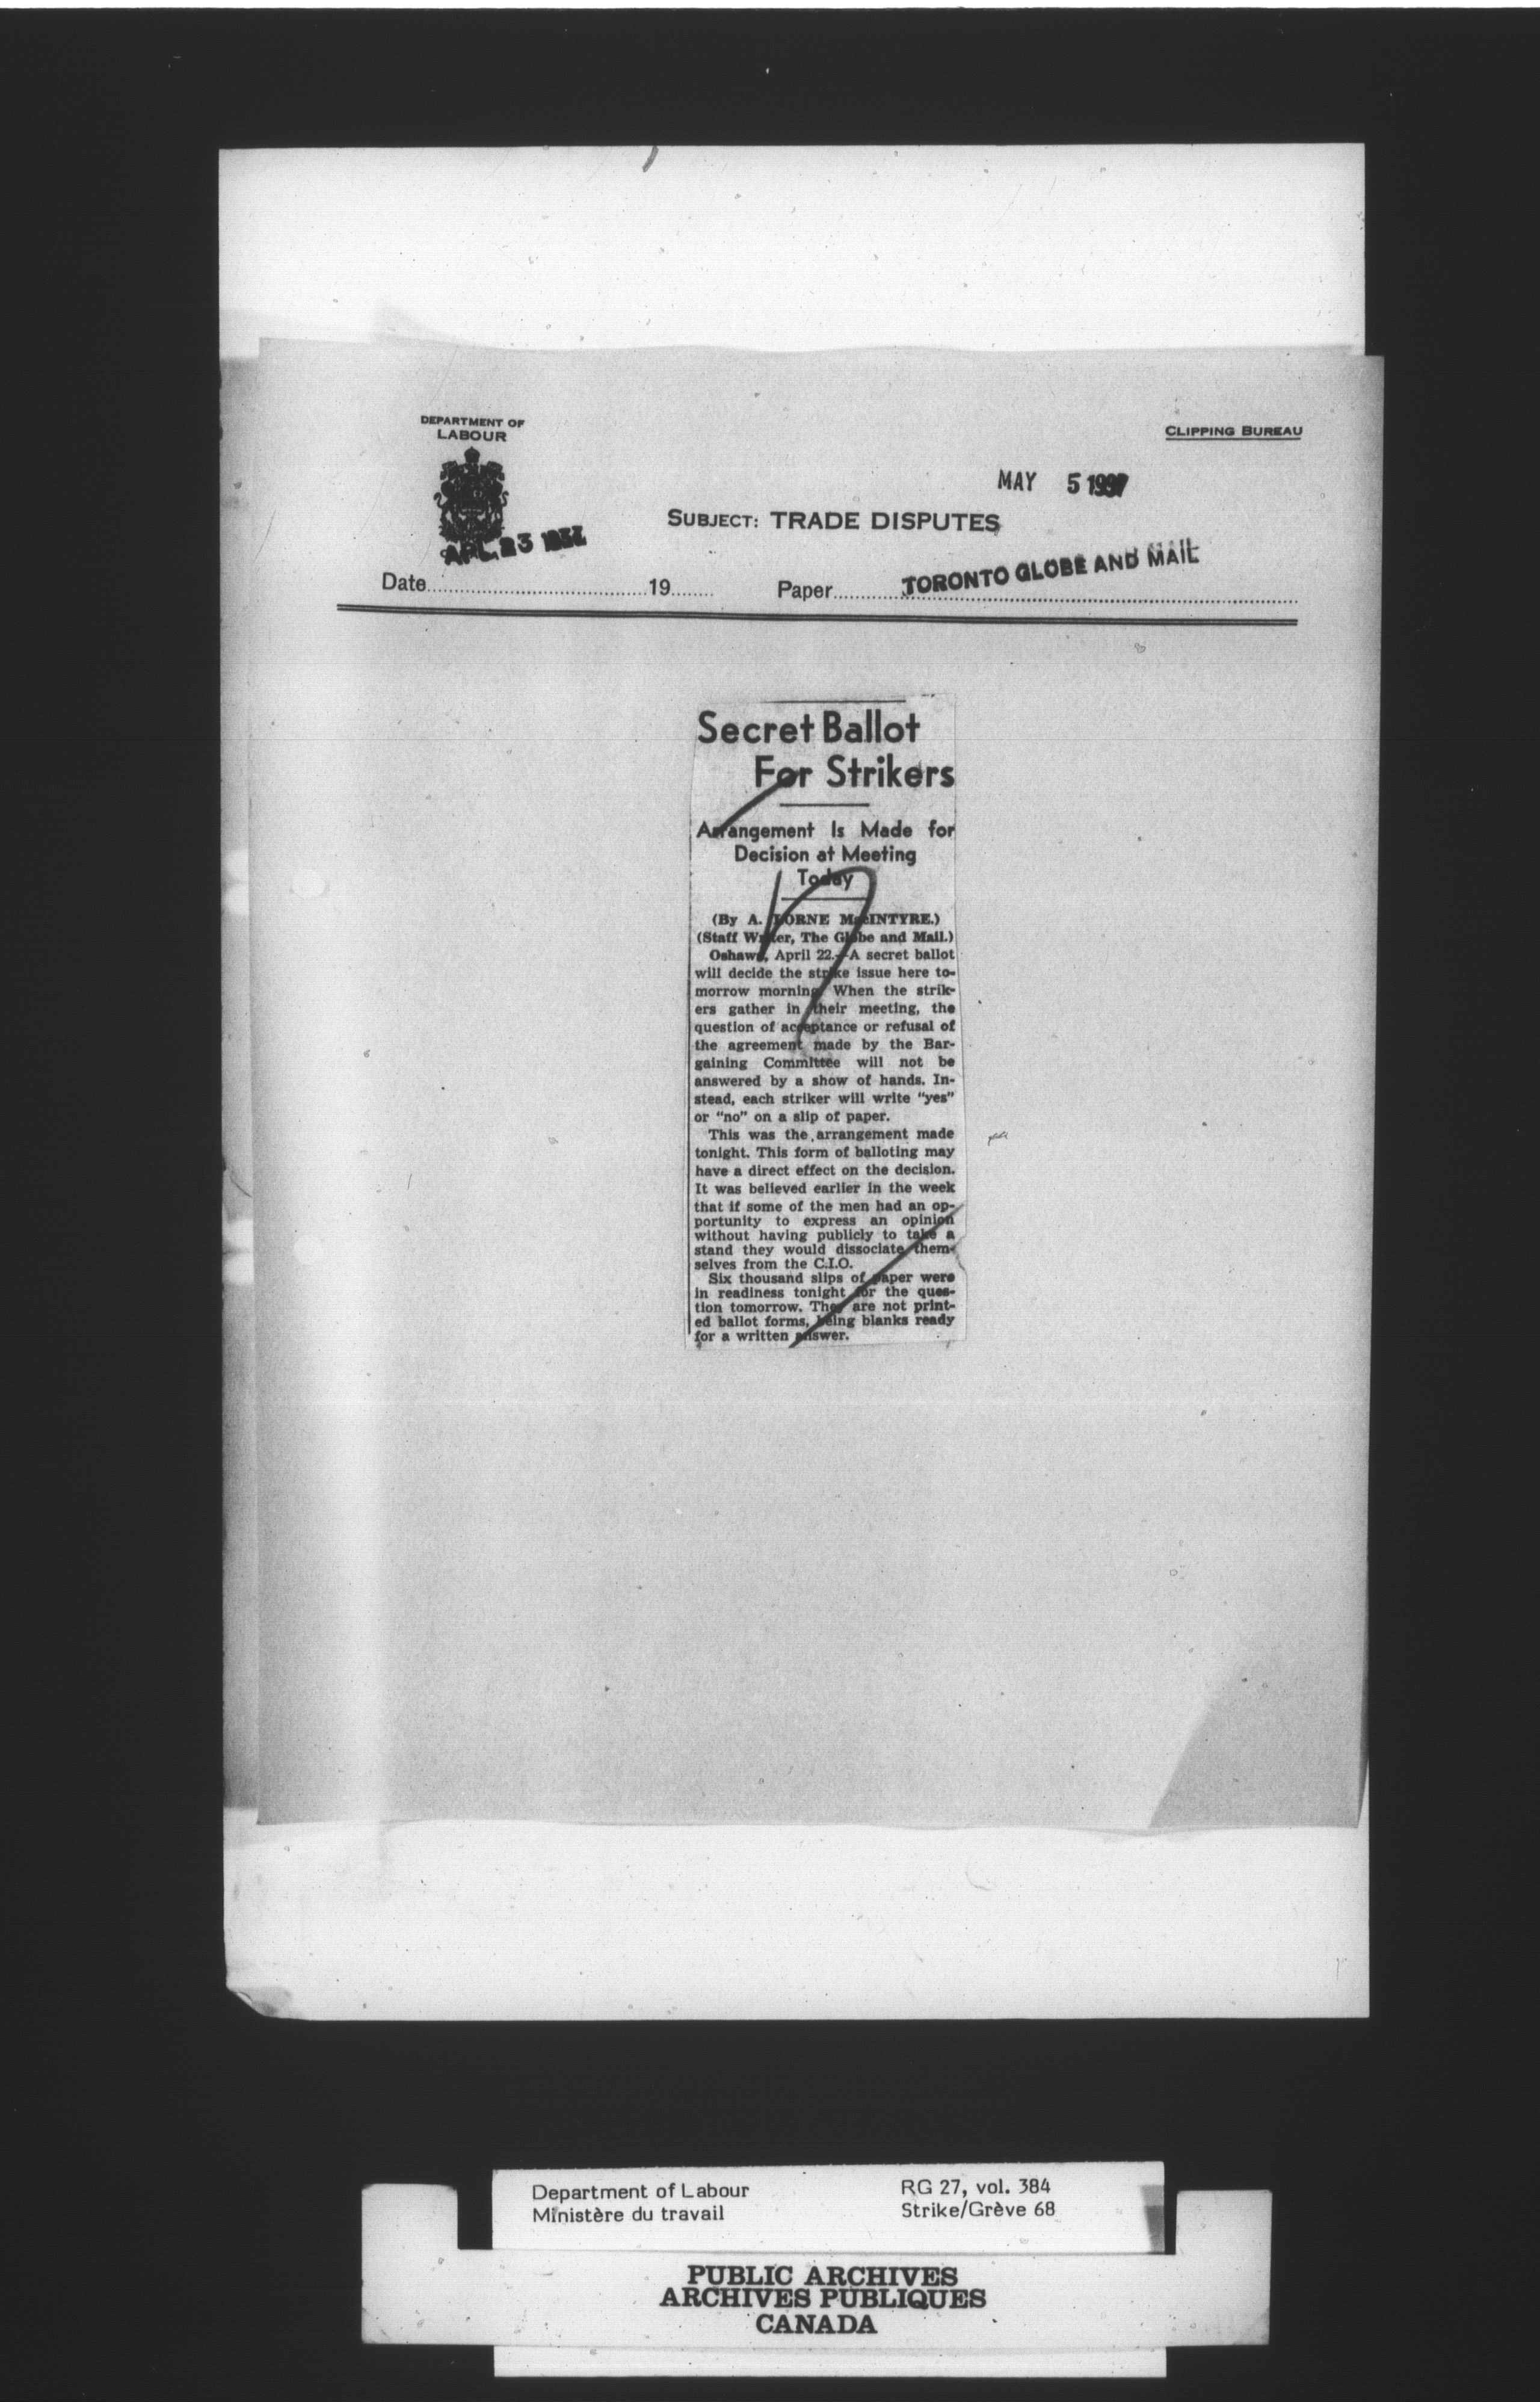 DEPARTMENT OF
LABOUR
CLIPPING BUREAU
MAY 5 1937
SUBJECT: TRADE DISPUTES
APL 23 1937
Date 19 Paper TORONTO GLOBE AND MAIL
Secret Ballot
For Strikers
Arrangement Is Made for
Decision at Meeting
Today
(By A. LORNE MacINTYRE.)
(Staff Writer, The Globe and Mail.)
Oshawa, April 22.—A secret ballot
will decide the strike issue here to-
morrow morning. When the strik-
ers gather in their meeting, the
question of acceptance or refusal of
the agreement made by the Bar-
gaining Committee will not be
answered by a show of hands. In-
stead, each striker will write "yes"
or "no" on a slip of paper.
This was the arrangement made
tonight. This form of balloting may
have a direct effect on the decision.
It was believed earlier in the week
that if some of the men had an op-
portunity to express an opinion
without having publicly to take a
stand they would dissociate them-
selves from the C.I.O.
Six thousand slips of paper were
in readiness tonight for the ques-
tion tomorrow. They are not print-
ed ballot forms, being blanks ready
for a written answer.
Department of Labour RG 27, vol. 384
Ministère du travail Strike/Grève 68
PUBLIC ARCHIVES
ARCHIVES PUBLIQUES
CANADA